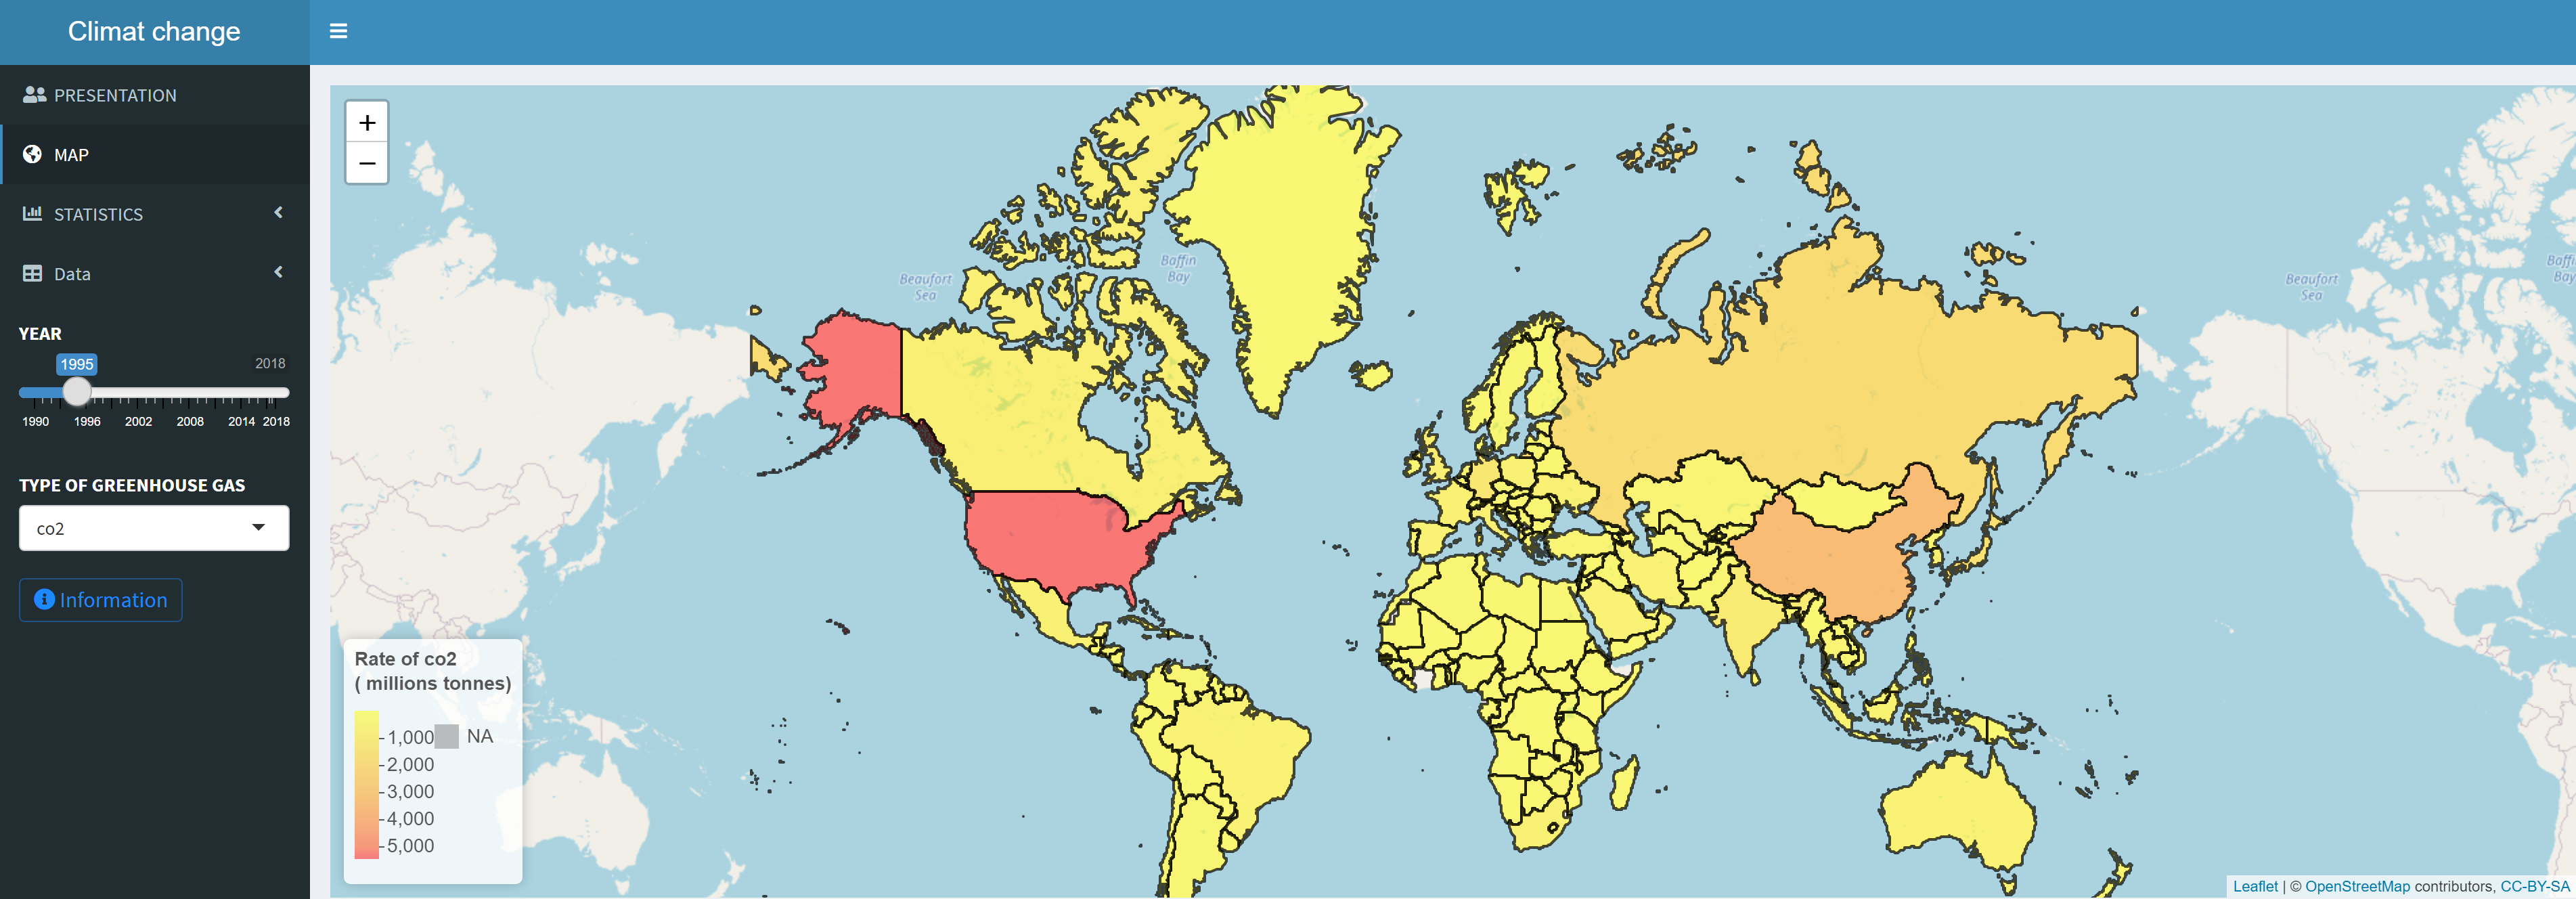 Climat change
PRESENTATION
MAP
STATISTICS
Data
YEAR
1995
2018
1990 1996 2002 2008 2014 2018
TYPE OF GREENHOUSE GAS
co2
Information
+
−
Beaufort
Sea
Baffin
Bay
Beaufort
Sea
Baffi
Bay
Rate of co2
( millions tonnes)
1,000
NA
2,000
3,000
4,000
5,000
Leaflet | © OpenStreetMap contributors, CC-BY-SA